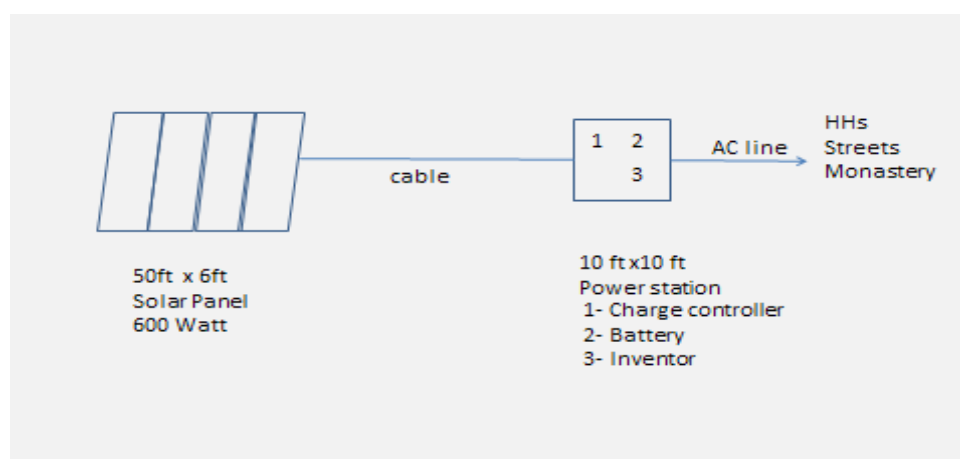 cable
1 2
3
AC line
HHs
Streets
Monastery
50ft x 6ft
Solar Panel
600 Watt
10 ft x10 ft
Power station
1- Charge controller
2- Battery
3- Inventor